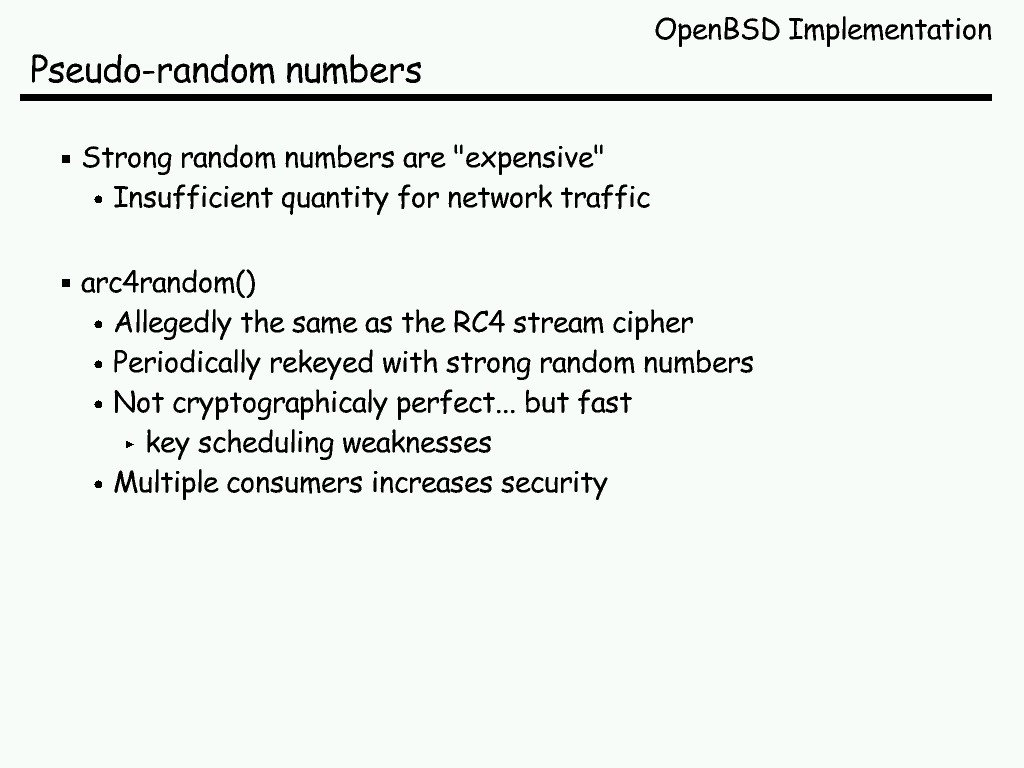 OpenBSD Implementation
Pseudo-random numbers
Strong random numbers are "expensive"
Insufficient quantity for network traffic
arc4random()
Allegedly the same as the RC4 stream cipher
Periodically rekeyed with strong random numbers
Not cryptographicaly perfect... but fast
key scheduling weaknesses
Multiple consumers increases security